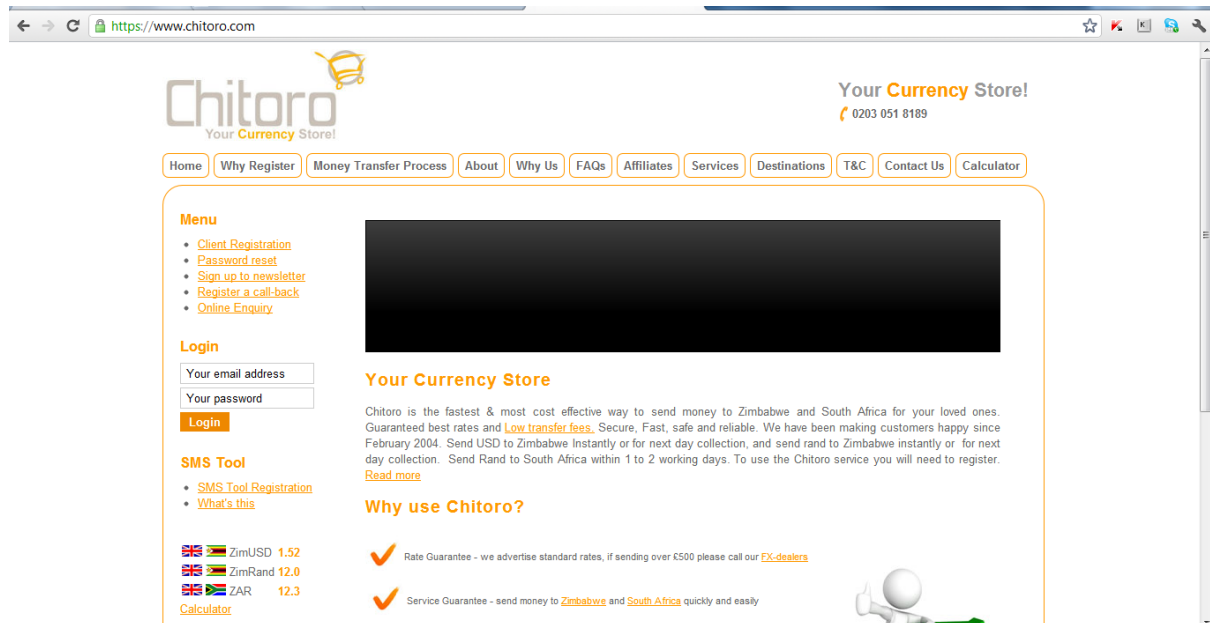 https://www.chitoro.com
Chitoro
Your Currency Store!
Your Currency Store!
0203 051 8189
Home Why Register Money Transfer Process About Why Us FAQs Affiliates Services Destinations T&C Contact Us Calculator
Menu
Client Registration
Password reset
Sign up to newsletter
Register a call-back
Online Enquiry
Login
Your email address
Your password
Login
SMS Tool
SMS Tool Registration
What's this
ZimUSD 1.52
ZimRand 12.0
ZAR 12.3
Calculator
Your Currency Store
Chitoro is the fastest & most cost effective way to send money to Zimbabwe and South Africa for your loved ones.
Guaranteed best rates and Low transfer fees. Secure, Fast, safe and reliable. We have been making customers happy since
February 2004. Send USD to Zimbabwe Instantly or for next day collection, and send rand to Zimbabwe instantly or for next
day collection. Send Rand to South Africa within 1 to 2 working days. To use the Chitoro service you will need to register.
Read more
Why use Chitoro?
Rate Guarantee - we advertise standard rates, if sending over £500 please call our FX-dealers
Service Guarantee - send money to Zimbabwe and South Africa quickly and easily